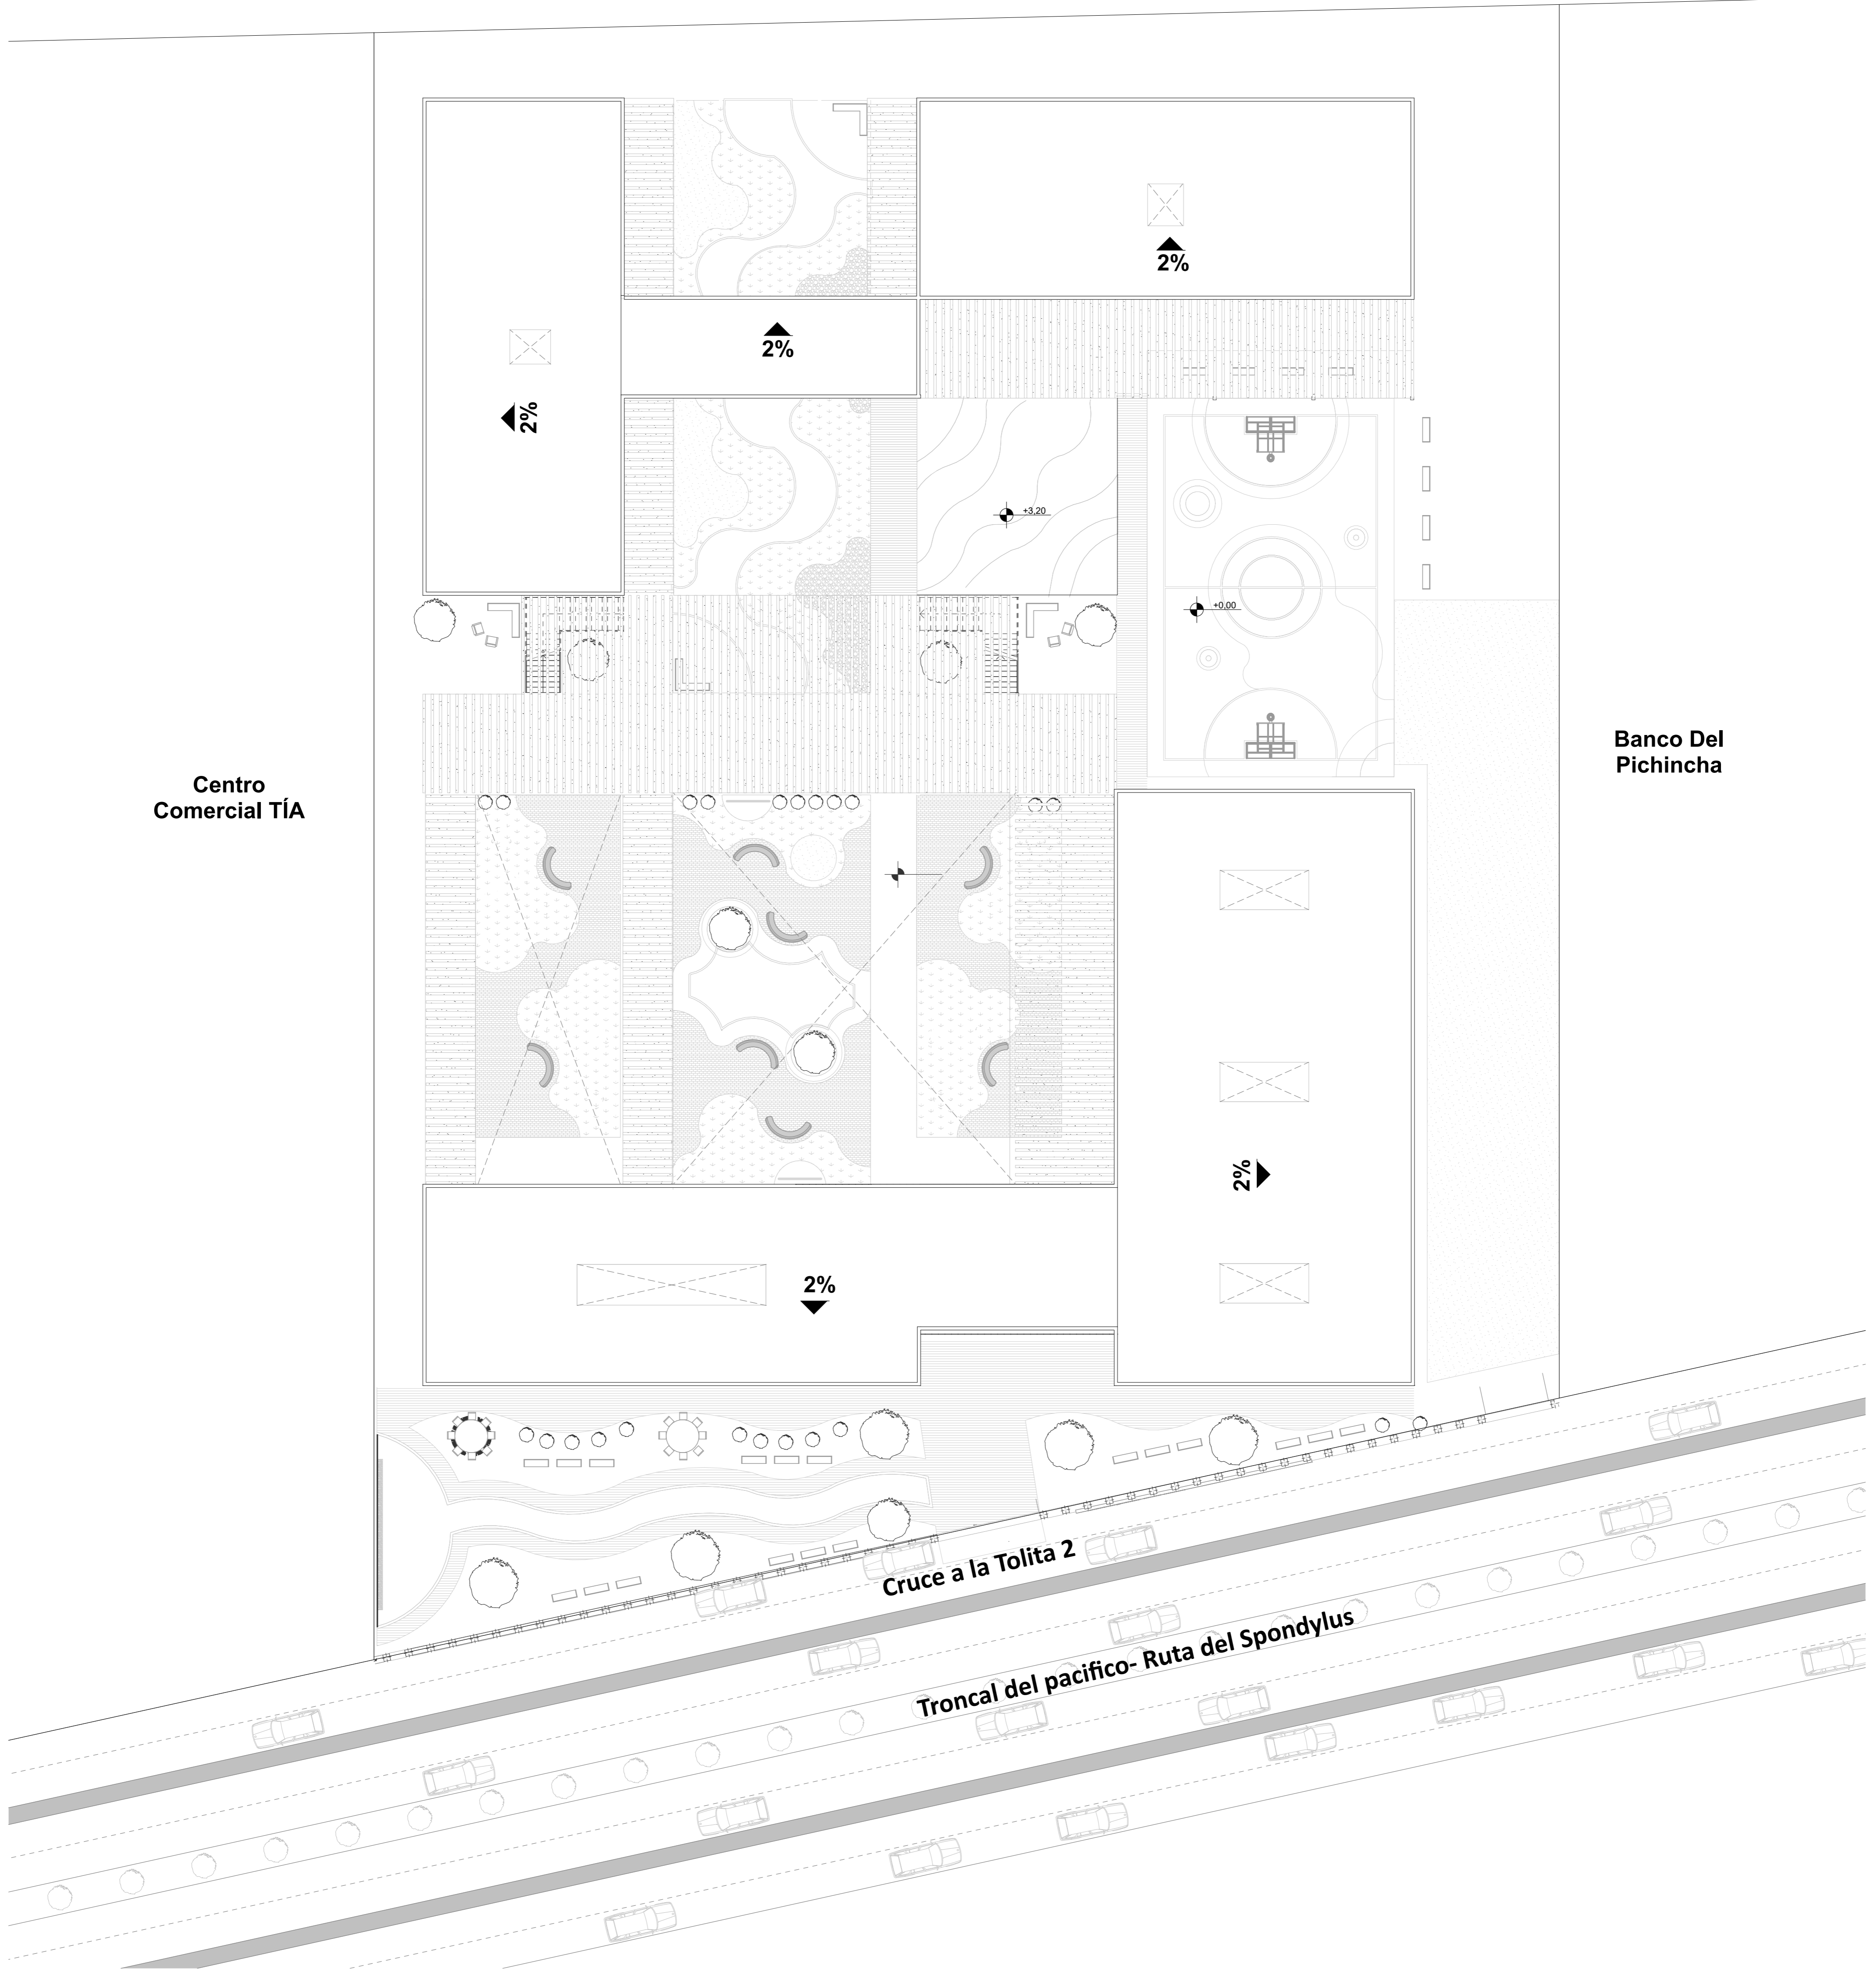 2%
2%
2%
+3,20
+0,00
Banco Del
Pichincha
Centro
Comercial TÍA
2%
2%
Cruce a la Tolita 2
Troncal del pacifico- Ruta del Spondylus